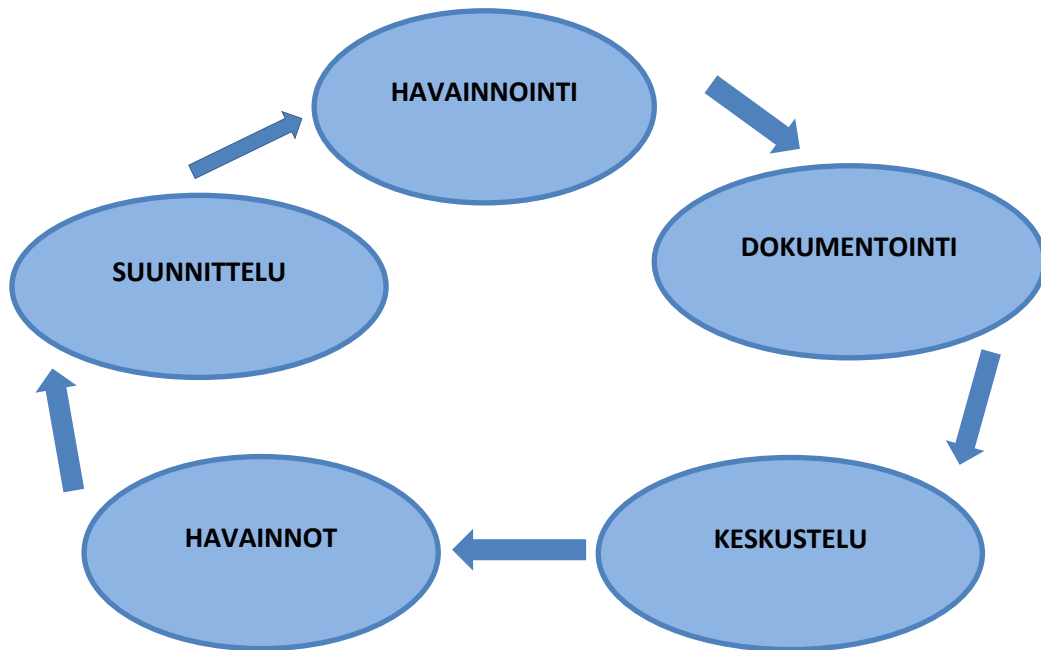 HAVAINNOINTI
DOKUMENTOINTI
KESKUSTELU
HAVAINNOT
SUUNNITTELU